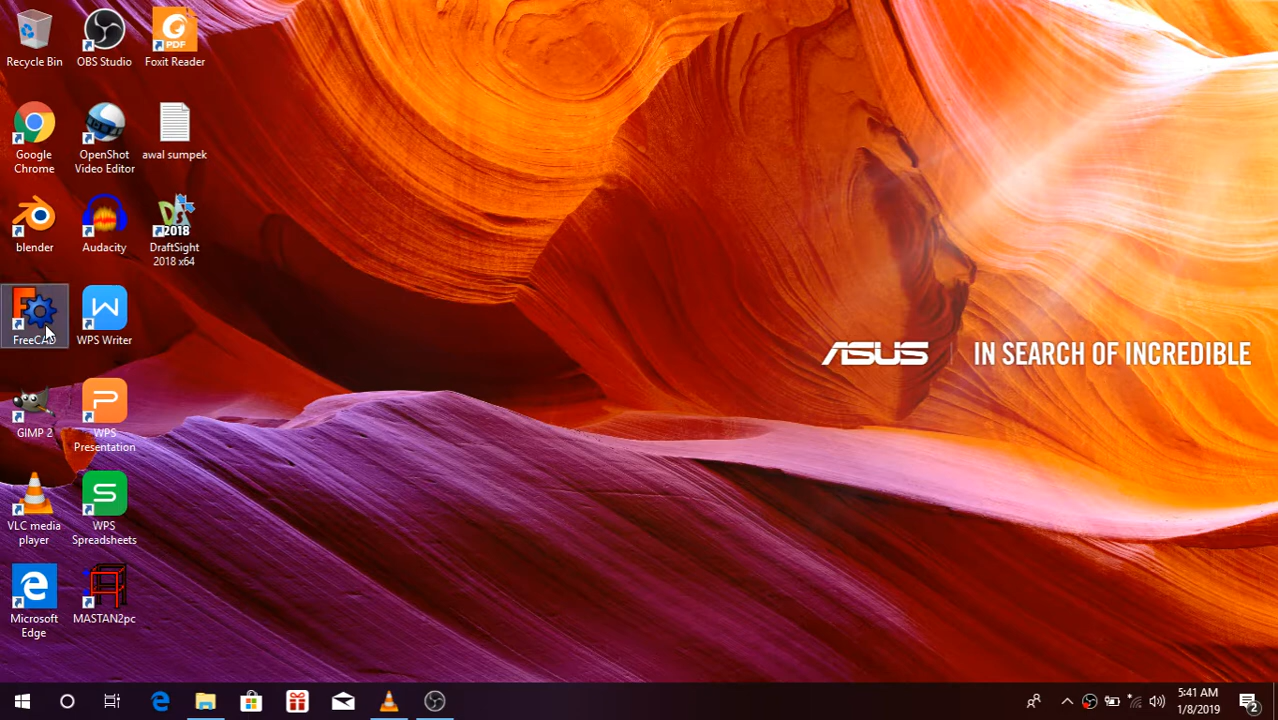 Recycle Bin
OBS Studio
Foxit Reader
PDF
Google
Chrome
OpenShot
Video Editor
awal sumpek
blender
Audacity
2018
DraftSight
2018 x64
FreeCAD
W
WPS Writer
GIMP 2
P
WPS
Presentation
VLC media
player
S
WPS
Spreadsheets
Microsoft
Edge
MASTAN2pc
ASUS
IN SEARCH OF INCREDIBLE
5:41 AM
1/8/2019
2